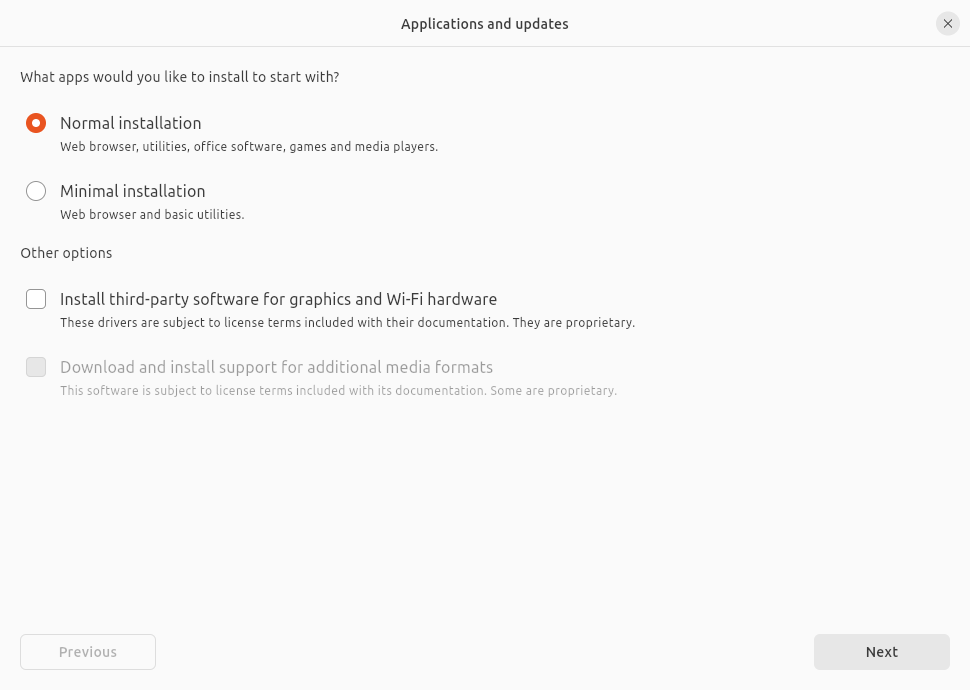 Applications and updates
What apps would you like to install to start with?
Normal installation
Web browser, utilities, office software, games and media players.
Minimal installation
Web browser and basic utilities.
Other options
Install third-party software for graphics and Wi-Fi hardware
These drivers are subject to license terms included with their documentation. They are proprietary.
Download and install support for additional media formats
This software is subject to license terms included with its documentation. Some are proprietary.
Previous
Next